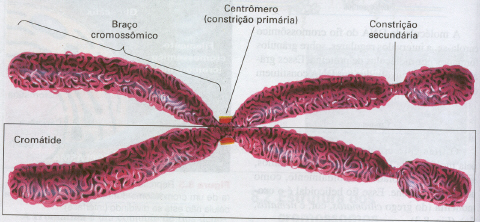 Centrômero
(constrição primária)
Braço
cromossômico
Constrição
secundária
Cromátide